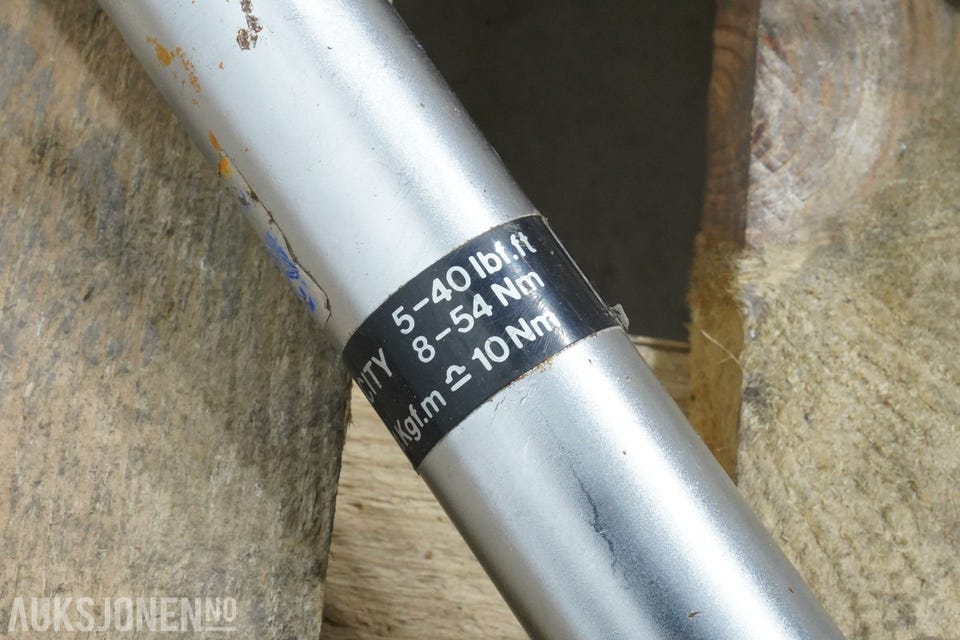 5-40 lbf.ft
CITY 8-54 Nm
Kgf.m ≏ 10 Nm
AUKSJONEN.NO